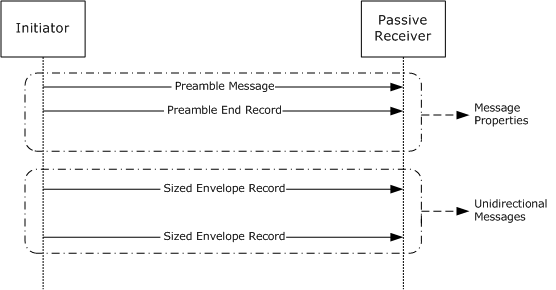 Initiator
Passive
Receiver
Preamble Message
Preamble End Record
Message
Properties
Sized Envelope Record
Unidirectional
Messages
Sized Envelope Record